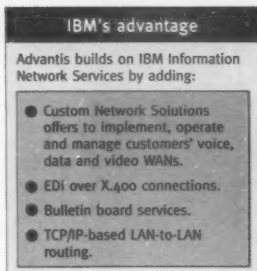 IBM's advantage
Advantis builds on IBM Information
Network Services by adding:
● Custom Network Solutions
offers to implement, operate
and manage customers' voice,
data and video WANs.
● EDI over X.400 connections.
● Bulletin board services.
● TCP/IP-based LAN-to-LAN
routing.